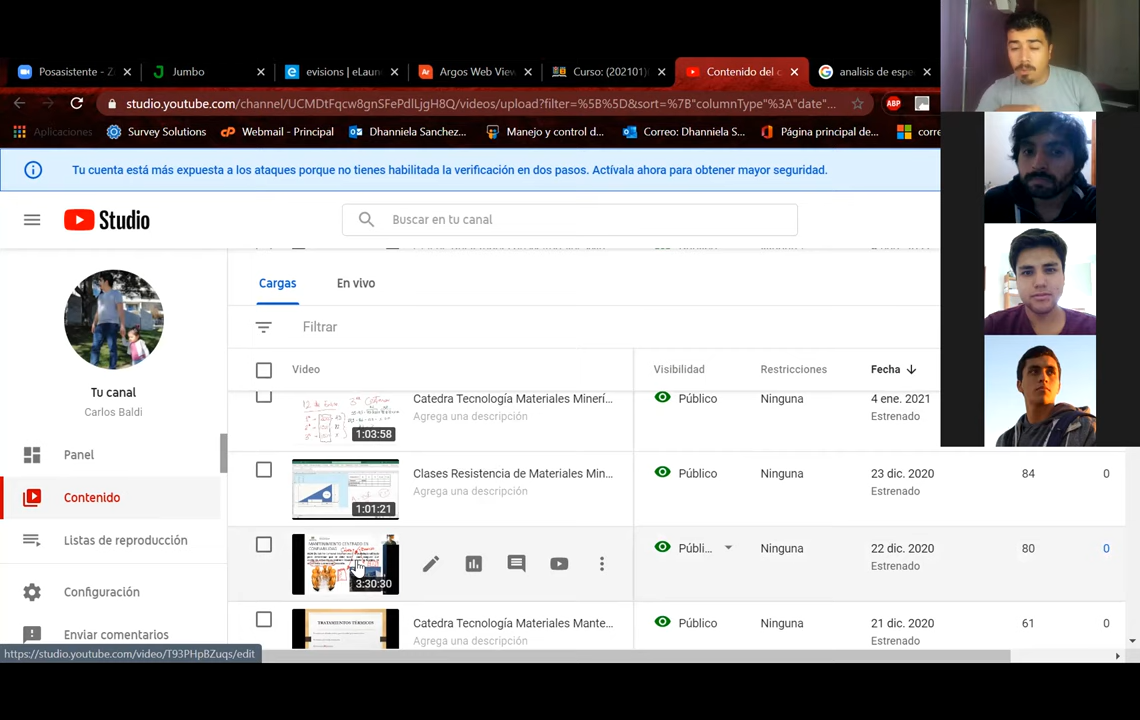 Posasistente - Z
Jumbo
evisions | eLaun
Argos Web View
Curso: (202101)
Contenido del c
analisis de espe
studio.youtube.com/channel/UCMDtFqcw8gnSFePdlLjgH8Q/videos/upload?filter=%5B%5D&sort=%7B"columnType"%3A"date"...
ABP
Aplicaciones
Survey Solutions
Webmail - Principal
Dhanniela Sanchez...
Manejo y control d...
Correo: Dhanniela S...
Página principal de...
corre
Tu cuenta está más expuesta a los ataques porque no tienes habilitada la verificación en dos pasos. Actívala ahora para obtener mayor seguridad.
Studio
Buscar en tu canal
Cargas
En vivo
Filtrar
Video
Visibilidad
Restricciones
Fecha
Tu canal
Carlos Baldi
Panel
Contenido
Listas de reproducción
Configuración
Enviar comentarios
Catedra Tecnología Materiales Minerí...
Agrega una descripción
1:03:58
Público
Ninguna
4 ene. 2021
Estrenado
Clases Resistencia de Materiales Min...
Agrega una descripción
1:01:21
Público
Ninguna
23 dic. 2020
Estrenado
84
0
MANTENIMIENTO CENTRADO EN CONFIABILIDAD
3:30:30
Públi...
Ninguna
22 dic. 2020
Estrenado
80
0
TRATAMIENTOS TÉRMICOS
Catedra Tecnología Materiales Mante...
Agrega una descripción
Público
Ninguna
21 dic. 2020
Estrenado
61
0
https://studio.youtube.com/video/T93PHpBZuqs/edit